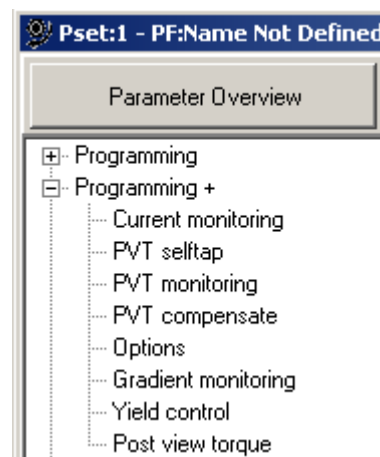 Pset:1 - PF:Name Not Defined
Parameter Overview
Programming
Programming +
Current monitoring
PVT selftap
PVT monitoring
PVT compensate
Options
Gradient monitoring
Yield control
Post view torque